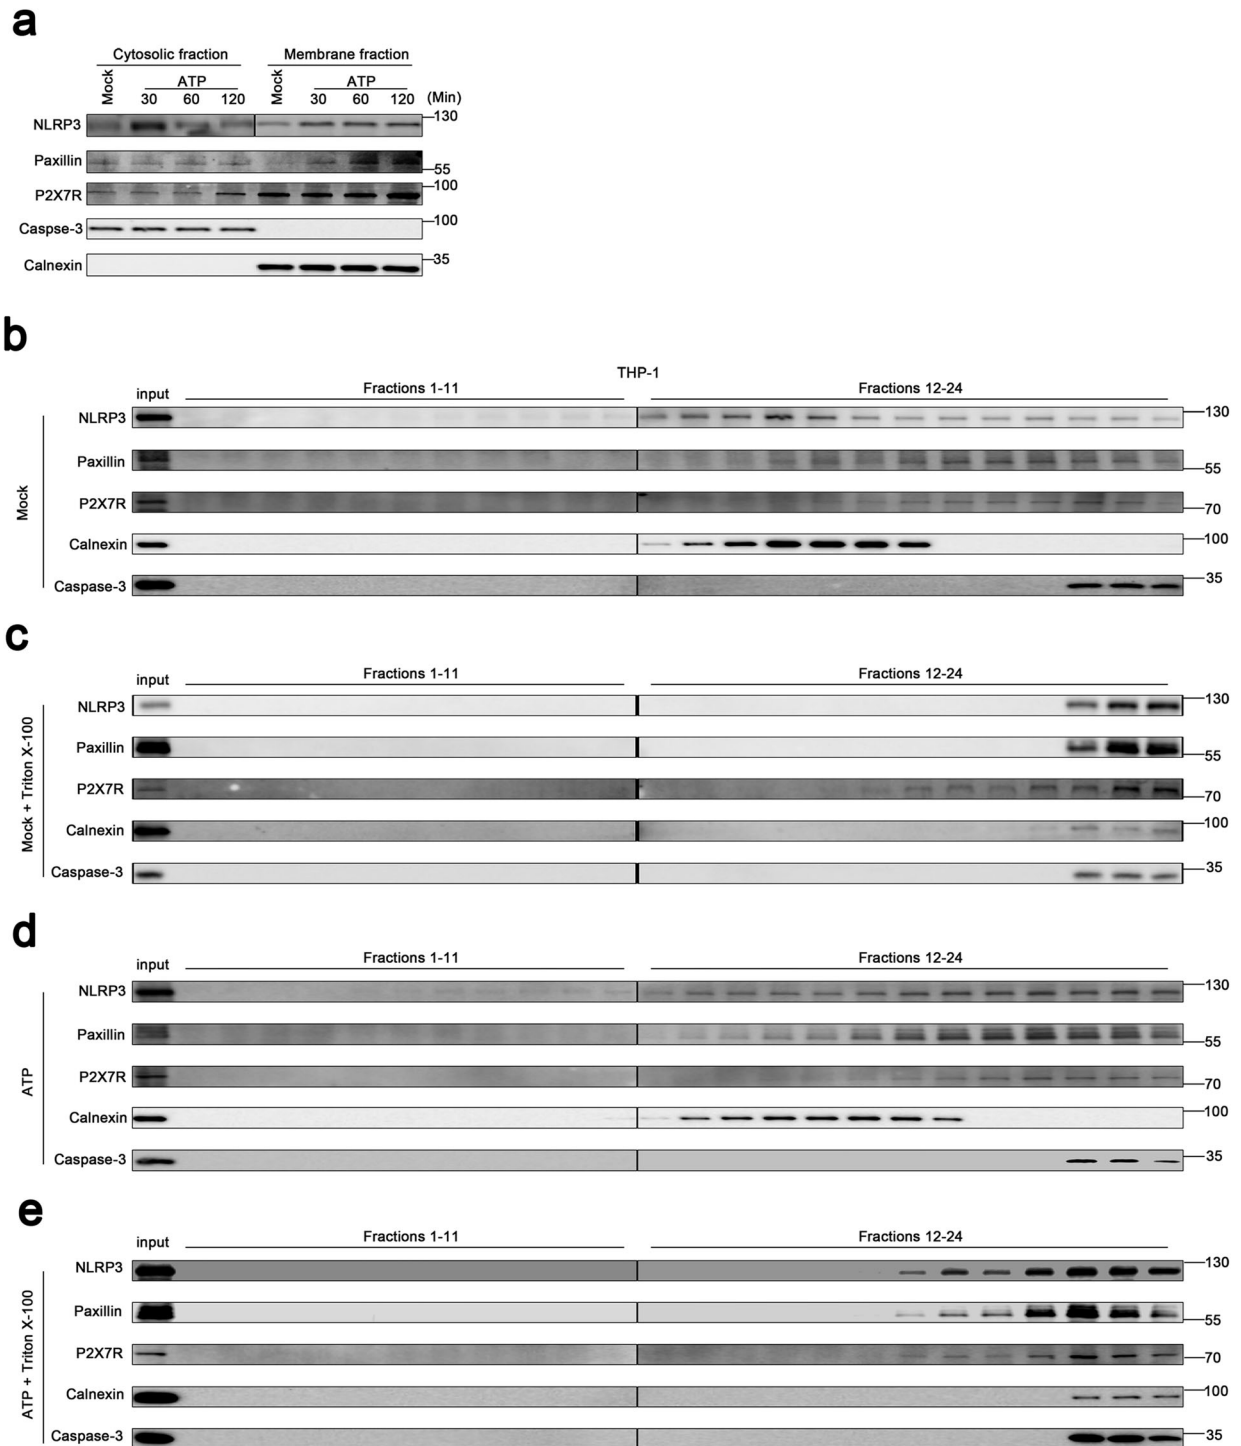 a
Cytosolic fraction Membrane fraction
Mock ATP Mock ATP
30 60 120 30 60 120 (Min)
NLRP3 130
Paxillin 55
P2X7R 100
Caspse-3 100
Calnexin 35
b
THP-1
input Fractions 1-11 Fractions 12-24
Mock
NLRP3 130
Paxillin 55
P2X7R 70
Calnexin 100
Caspase-3 35
c
input Fractions 1-11 Fractions 12-24
Mock + Triton X-100
NLRP3 130
Paxillin 55
P2X7R 70
Calnexin 100
Caspase-3 35
d
input Fractions 1-11 Fractions 12-24
ATP
NLRP3 130
Paxillin 55
P2X7R 70
Calnexin 100
Caspase-3 35
e
input Fractions 1-11 Fractions 12-24
ATP + Triton X-100
NLRP3 130
Paxillin 55
P2X7R 70
Calnexin 100
Caspase-3 35